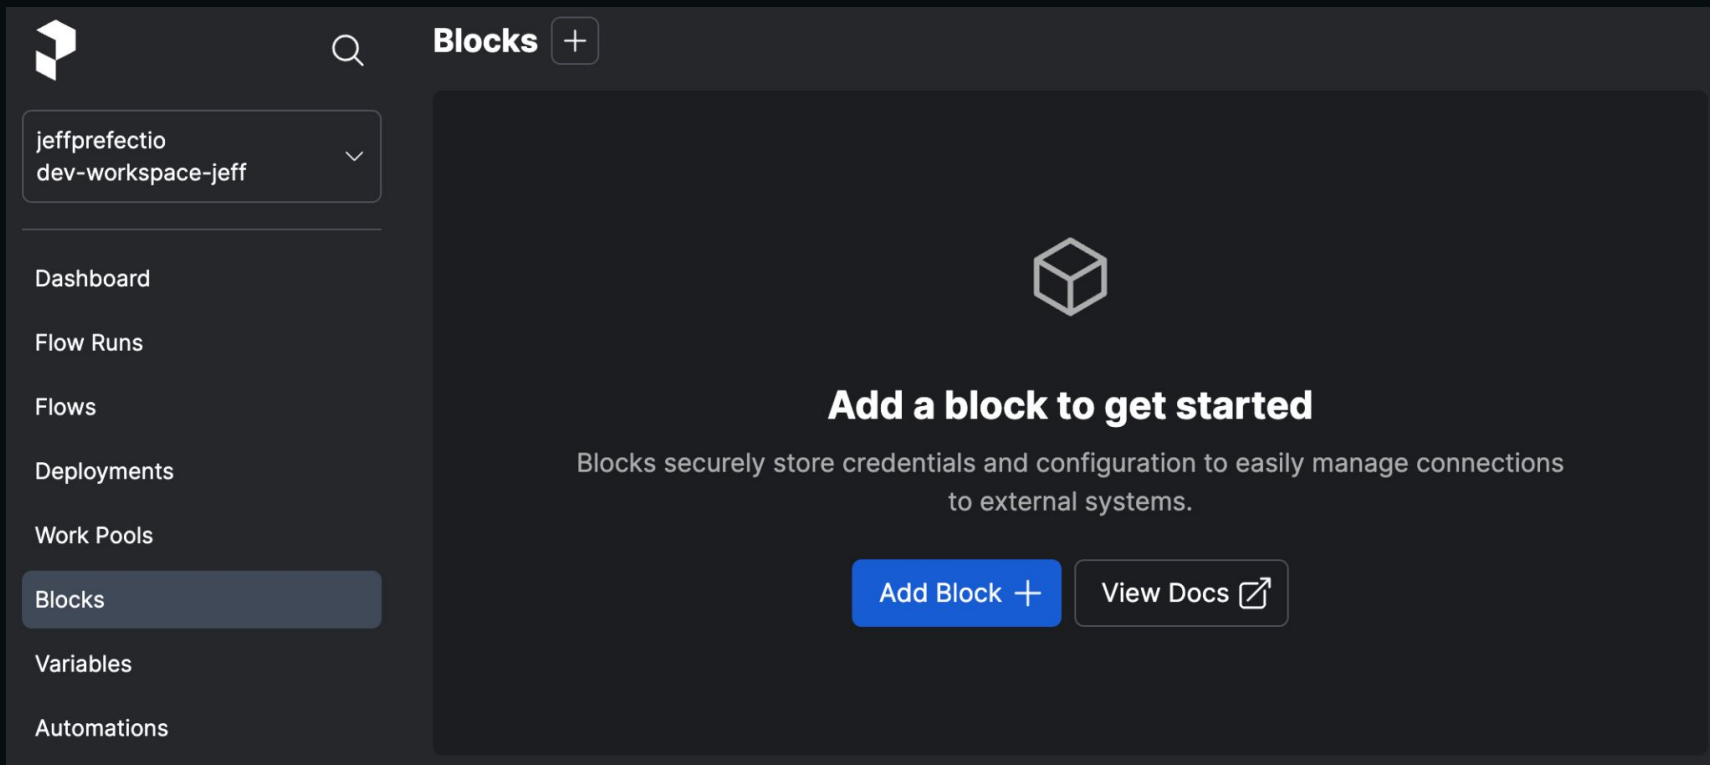 Blocks
jeffprefectio
dev-workspace-jeff
Dashboard
Flow Runs
Flows
Deployments
Work Pools
Blocks
Variables
Automations
Add a block to get started
Blocks securely store credentials and configuration to easily manage connections
to external systems.
Add Block
View Docs